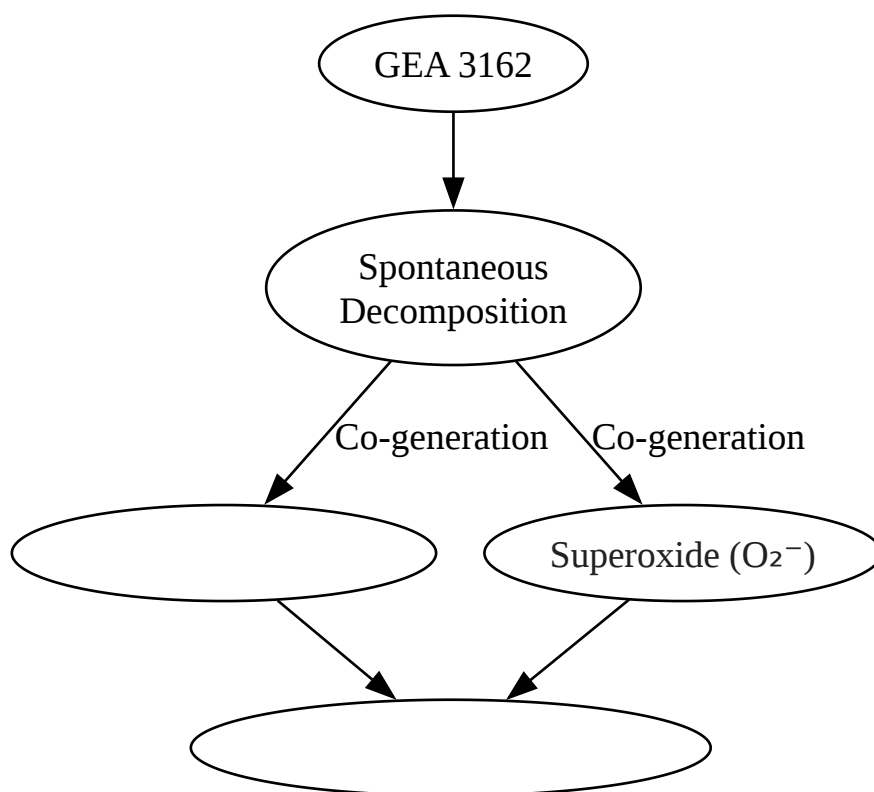 GEA 3162
Spontaneous
Decomposition
Co-generation
Co-generation
Superoxide (O₂⁻)